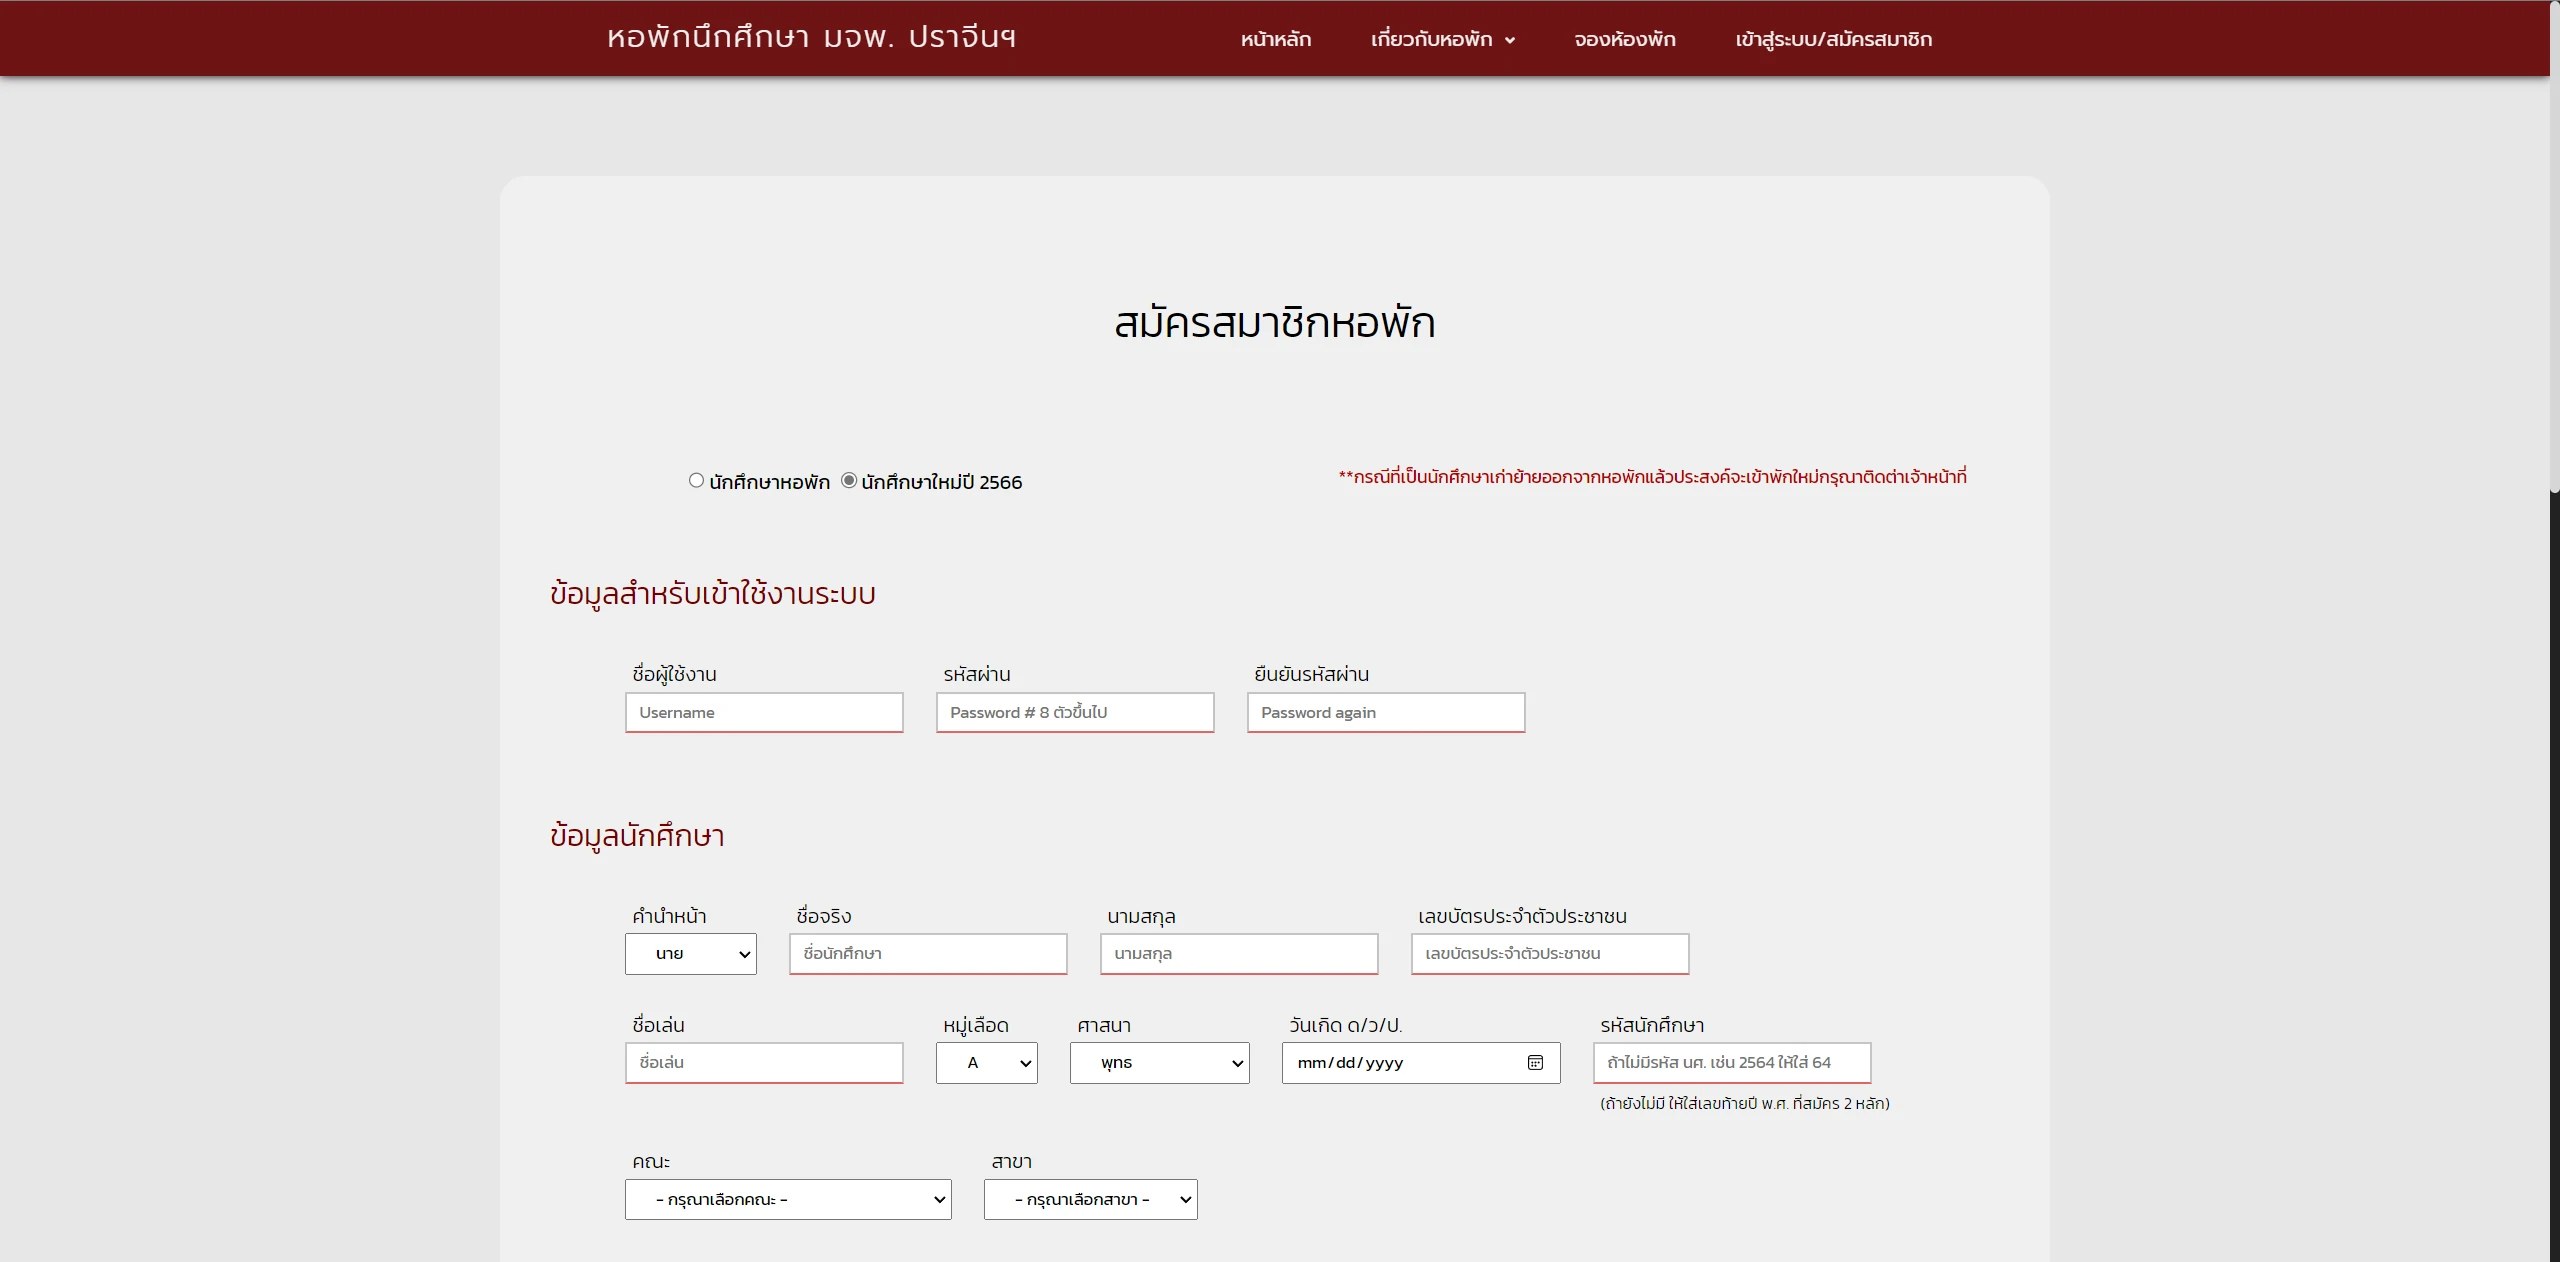 หอพักนึกศึกษา มจพ. ปราจีนฯ
หน้าหลัก
เกี่ยวกับหอพัก
จองห้องพัก
เข้าสู่ระบบ/สมัครสมาชิก
สมัครสมาชิกหอพัก
นักศึกษาหอพัก นักศึกษาใหม่ปี 2566
**กรณีที่เป็นนักศึกษาเก่าย้ายออกจากหอพักแล้วประสงค์จะเข้าพักใหม่กรุณาติดต่าเจ้าหน้าที่
ข้อมูลสำหรับเข้าใช้งานระบบ
ชื่อผู้ใช้งาน รหัสผ่าน ยืนยันรหัสผ่าน
Username Password # 8 ตัวขึ้นไป Password again
ข้อมูลนักศึกษา
คำนำหน้า ชื่อจริง นามสกุล เลขบัตรประจำตัวประชาชน
นาย ชื่อนักศึกษา นามสกุล เลขบัตรประจำตัวประชาชน
ชื่อเล่น หมู่เลือด ศาสนา วันเกิด ด/ว/ป. รหัสนักศึกษา
ชื่อเล่น A พุทธ mm/dd/yyyy ถ้าไม่มีรหัส นศ. เช่น 2564 ให้ใส่ 64
(ถ้ายังไม่มี ให้ใส่เลขท้ายปี พ.ศ. ที่สมัคร 2 หลัก)
คณะ สาขา
- กรุณาเลือกคณะ - - กรุณาเลือกสาขา -